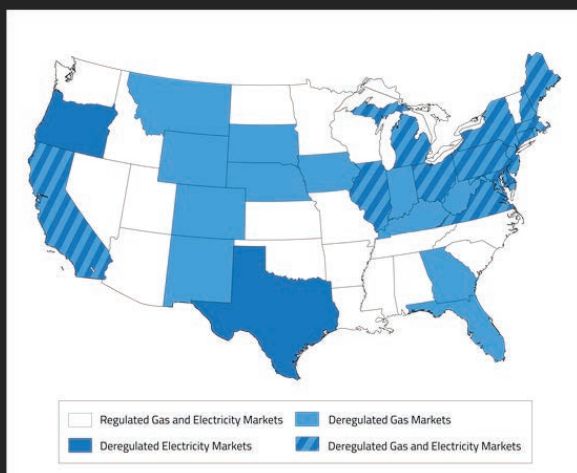 Regulated Gas and Electricity Markets
Deregulated Gas Markets
Deregulated Electricity Markets
Deregulated Gas and Electricity Markets